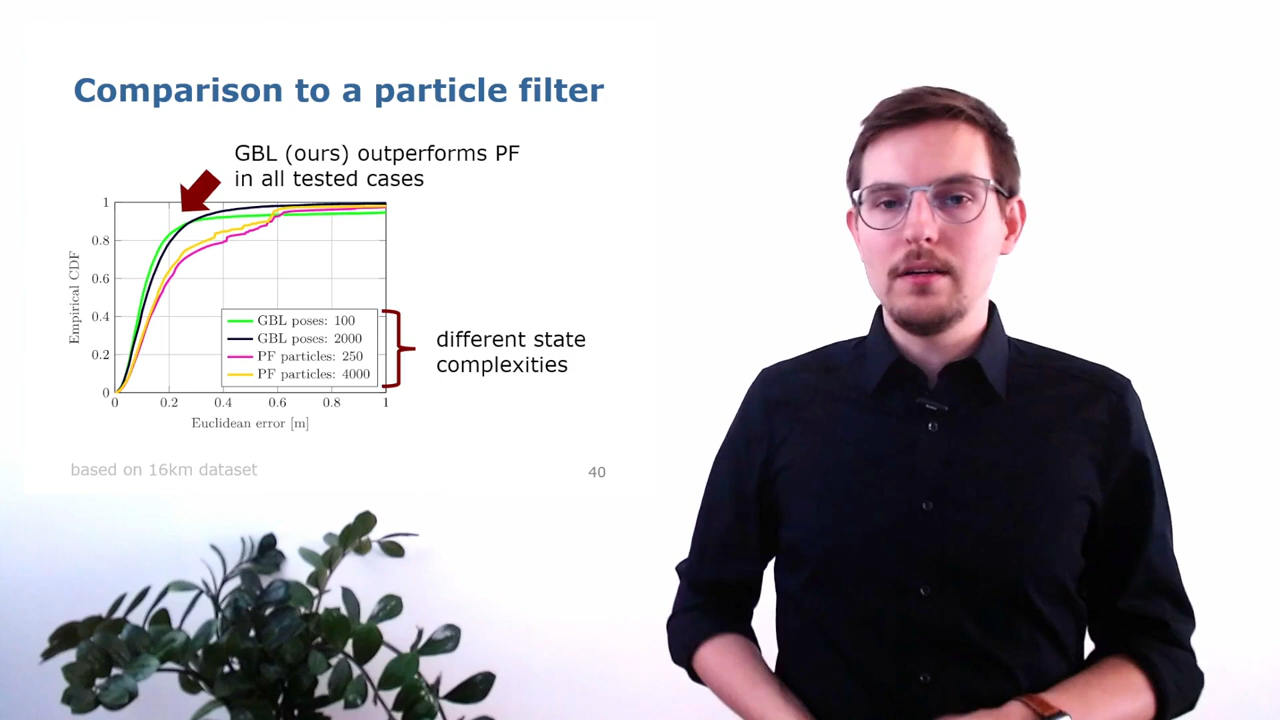 Comparison to a particle filter
GBL (ours) outperforms PF
in all tested cases
1
0.8
0.6
0.4
0.2
0
Empirical CDF
GBL poses: 100
GBL poses: 2000
PF particles: 250
PF particles: 4000
0 0.2 0.4 0.6 0.8 1
Euclidean error [m]
different state
complexities
based on 16km dataset
40